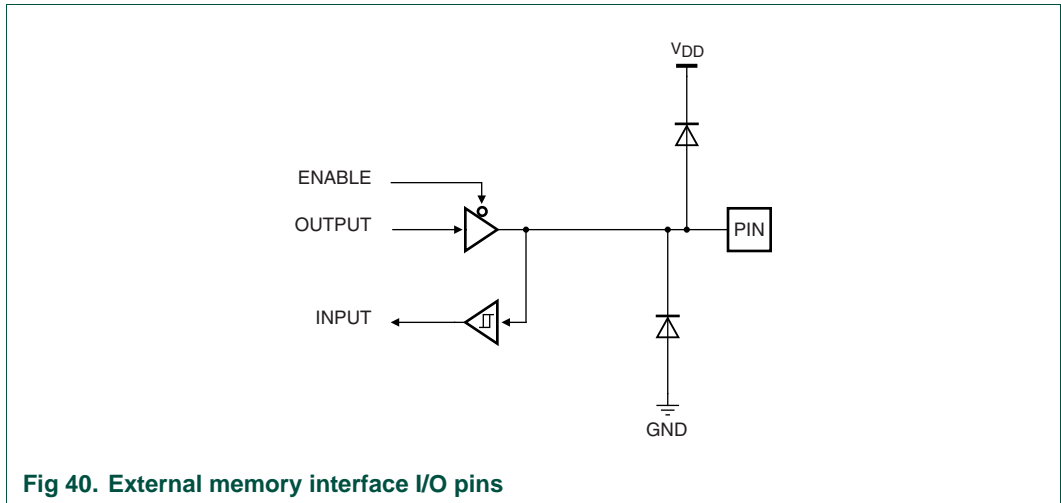 VDD
ENABLE
OUTPUT
PIN
INPUT
GND
Fig 40. External memory interface I/O pins